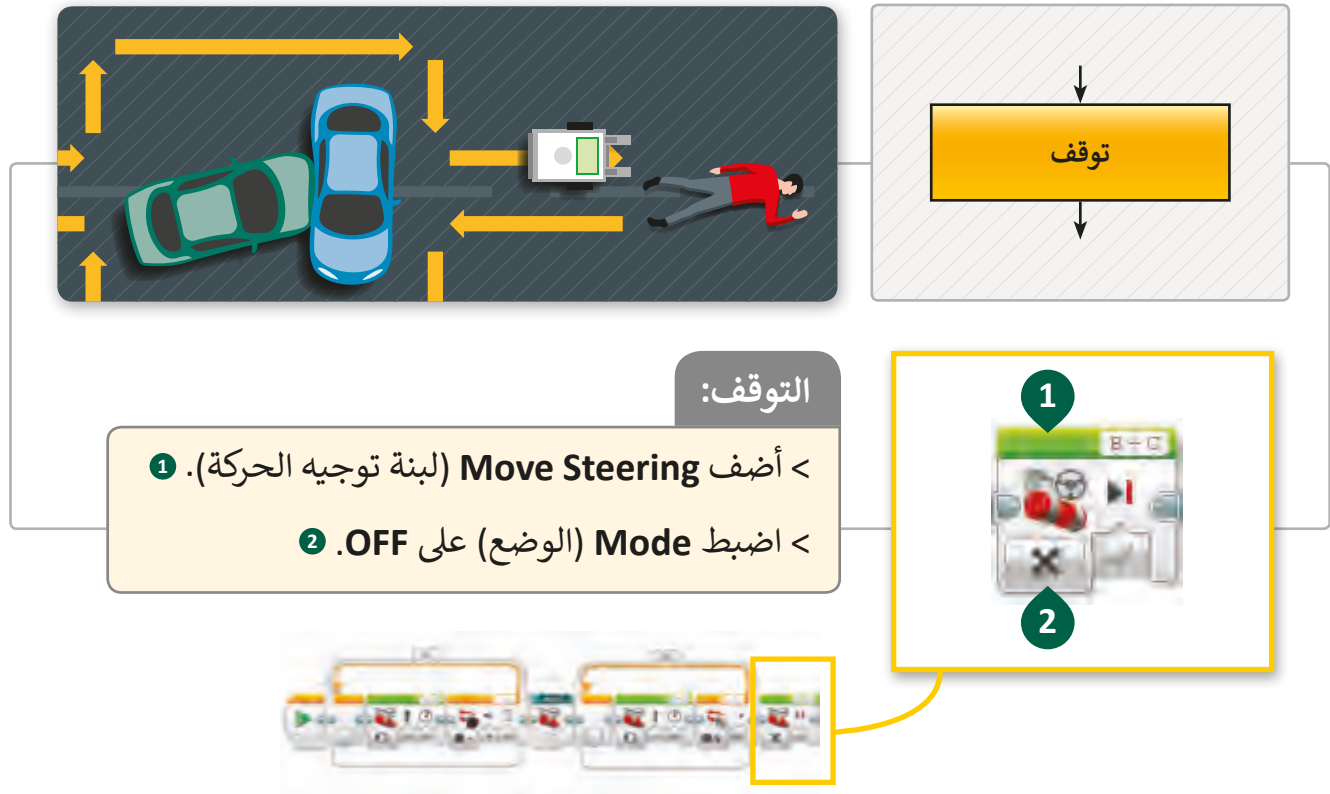 توقف
التوقف:
> أضف Move Steering (لبنة توجيه الحركة). 1
> اضبط Mode (الوضع) على OFF. 2
1
B + C
2